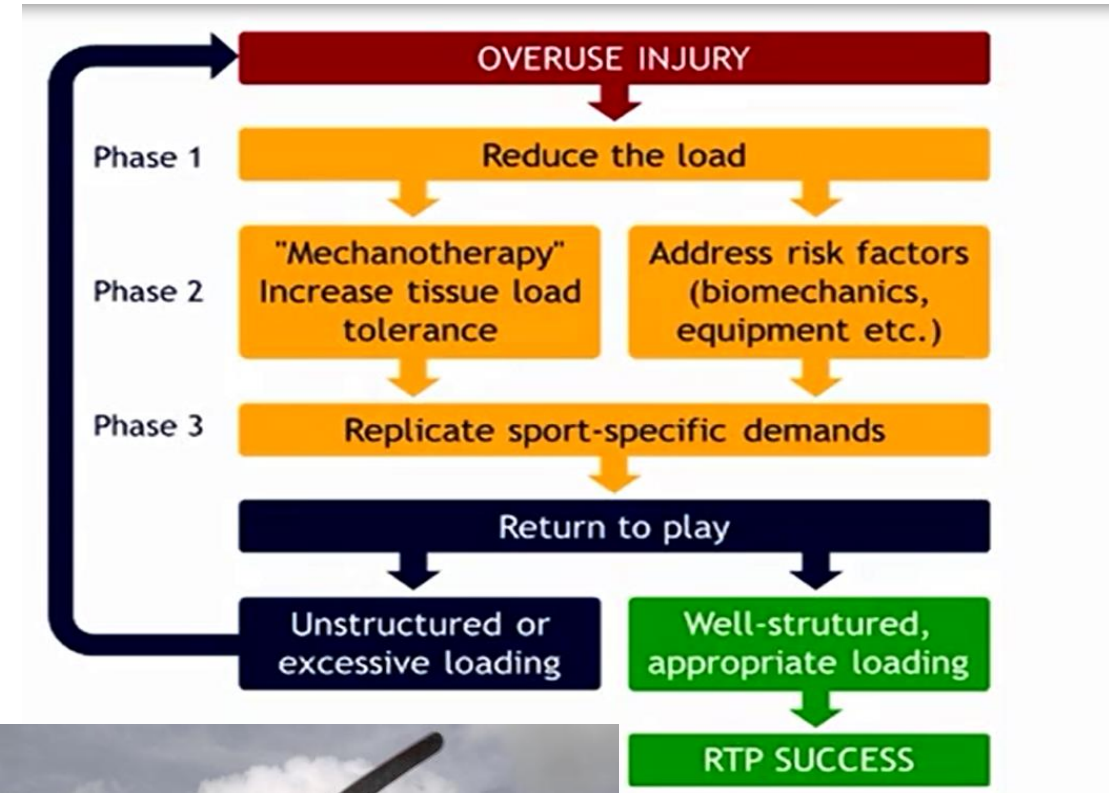 OVERUSE INJURY
Phase 1
Reduce the load
Phase 2
"Mechanotherapy"
Increase tissue load
tolerance
Address risk factors
(biomechanics,
equipment etc.)
Phase 3
Replicate sport-specific demands
Return to play
Unstructured or
excessive loading
Well-strutured,
appropriate loading
RTP SUCCESS